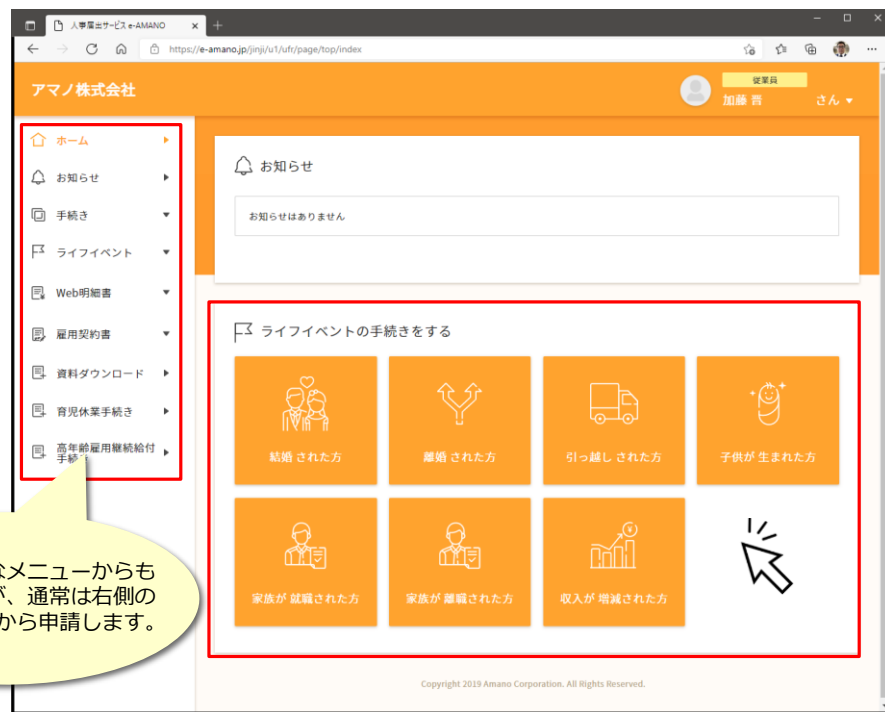 人事届出サービス e-AMANO
https://e-amano.jp/jinji/u1/ufr/page/top/index
アマノ株式会社
従業員
加藤 晋 さん
ホーム
お知らせ
手続き
ライフイベント
Web明細書
雇用契約書
資料ダウンロード
育児休業手続き
高年齢雇用継続給付
手続
お知らせ
お知らせはありません
ライフイベントの手続きをする
結婚 された方
離婚 された方
引っ越し された方
子供が 生まれた方
家族が 就職された方
家族が 離職された方
収入が 増減された方
なメニューからも
が、通常は右側の
から申請します。
Copyright 2019 Amano Corporation. All Rights Reserved.